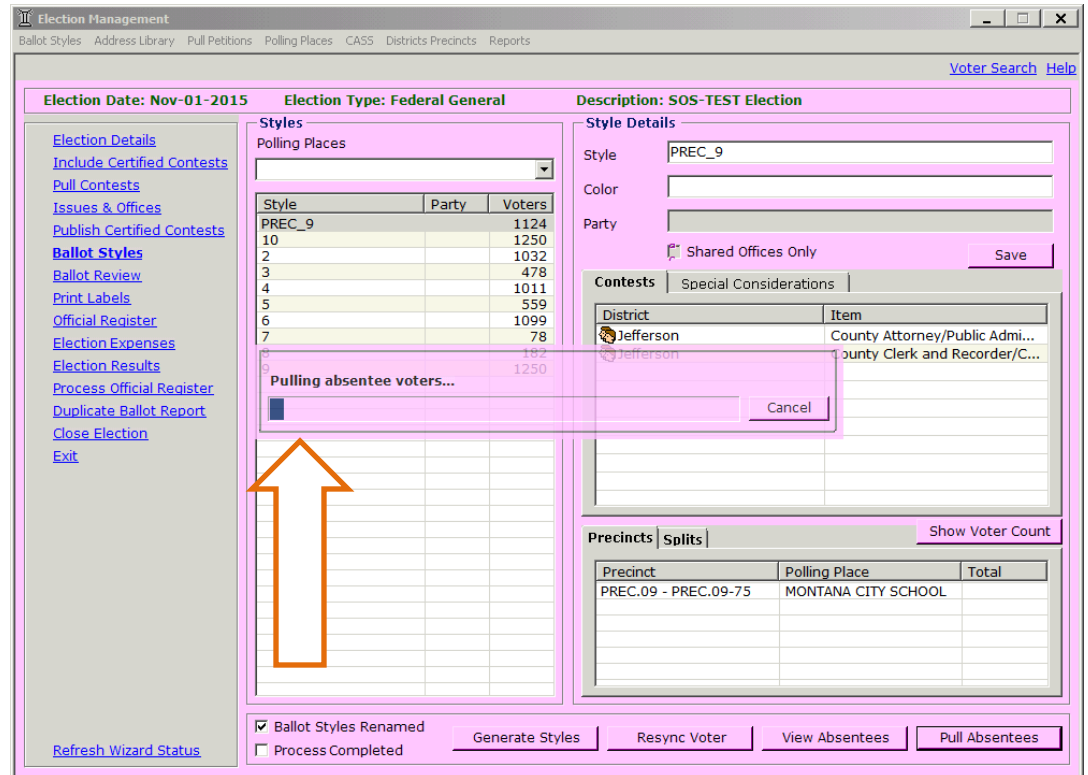 Election Management
Ballot Styles Address Library Pull Petitions Polling Places CASS Districts Precincts Reports
Voter Search Help
Election Date: Nov-01-2015 Election Type: Federal General Description: SOS-TEST Election
Election Details
Include Certified Contests
Pull Contests
Issues & Offices
Publish Certified Contests
Ballot Styles
Ballot Review
Print Labels
Official Register
Election Expenses
Election Results
Process Official Register
Duplicate Ballot Report
Close Election
Exit
Refresh Wizard Status
Styles
Polling Places
Style Party Voters
PREC_9 1124
10 1250
2 1032
3 478
4 1011
5 559
6 1099
7 78
8 182
9 1250
Pulling absentee voters...
Cancel
Style Details
Style PREC_9
Color
Party
Shared Offices Only
Save
Contests Special Considerations
District Item
Jefferson County Attorney/Public Admi...
Jefferson County Clerk and Recorder/C...
Show Voter Count
Precincts Splits
Precinct Polling Place Total
PREC.09 - PREC.09-75 MONTANA CITY SCHOOL
Ballot Styles Renamed
Process Completed
Generate Styles Resync Voter View Absentees Pull Absentees